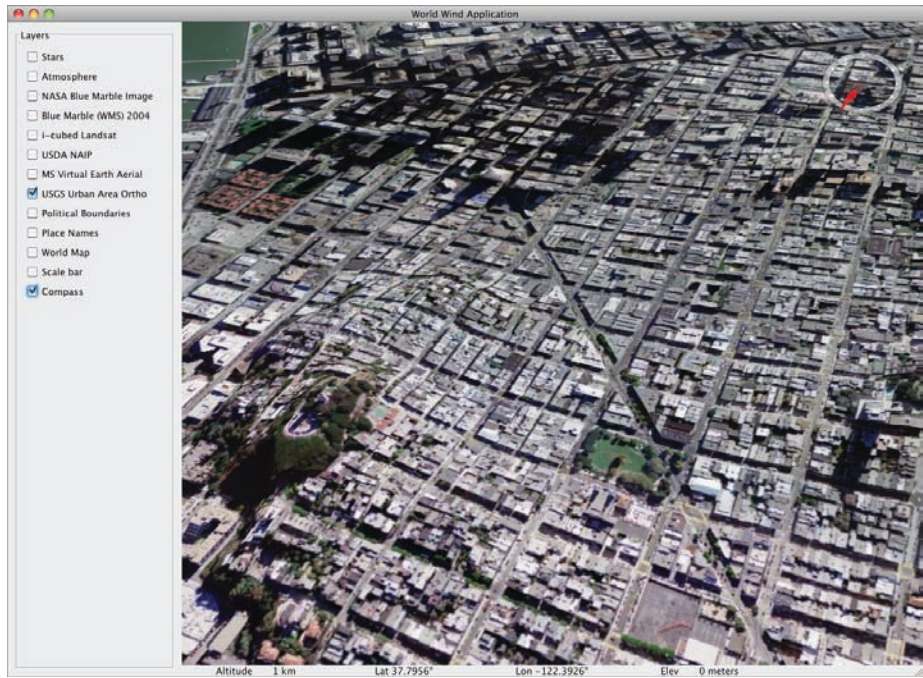 World Wind Application
Layers
Stars
Atmosphere
NASA Blue Marble Image
Blue Marble (WMS) 2004
i-cubed Landsat
USDA NAIP
MS Virtual Earth Aerial
USGS Urban Area Ortho
Political Boundaries
Place Names
World Map
Scale bar
Compass
Altitude 1 km Lat 37.7956° Lon -122.3926° Elev 0 meters